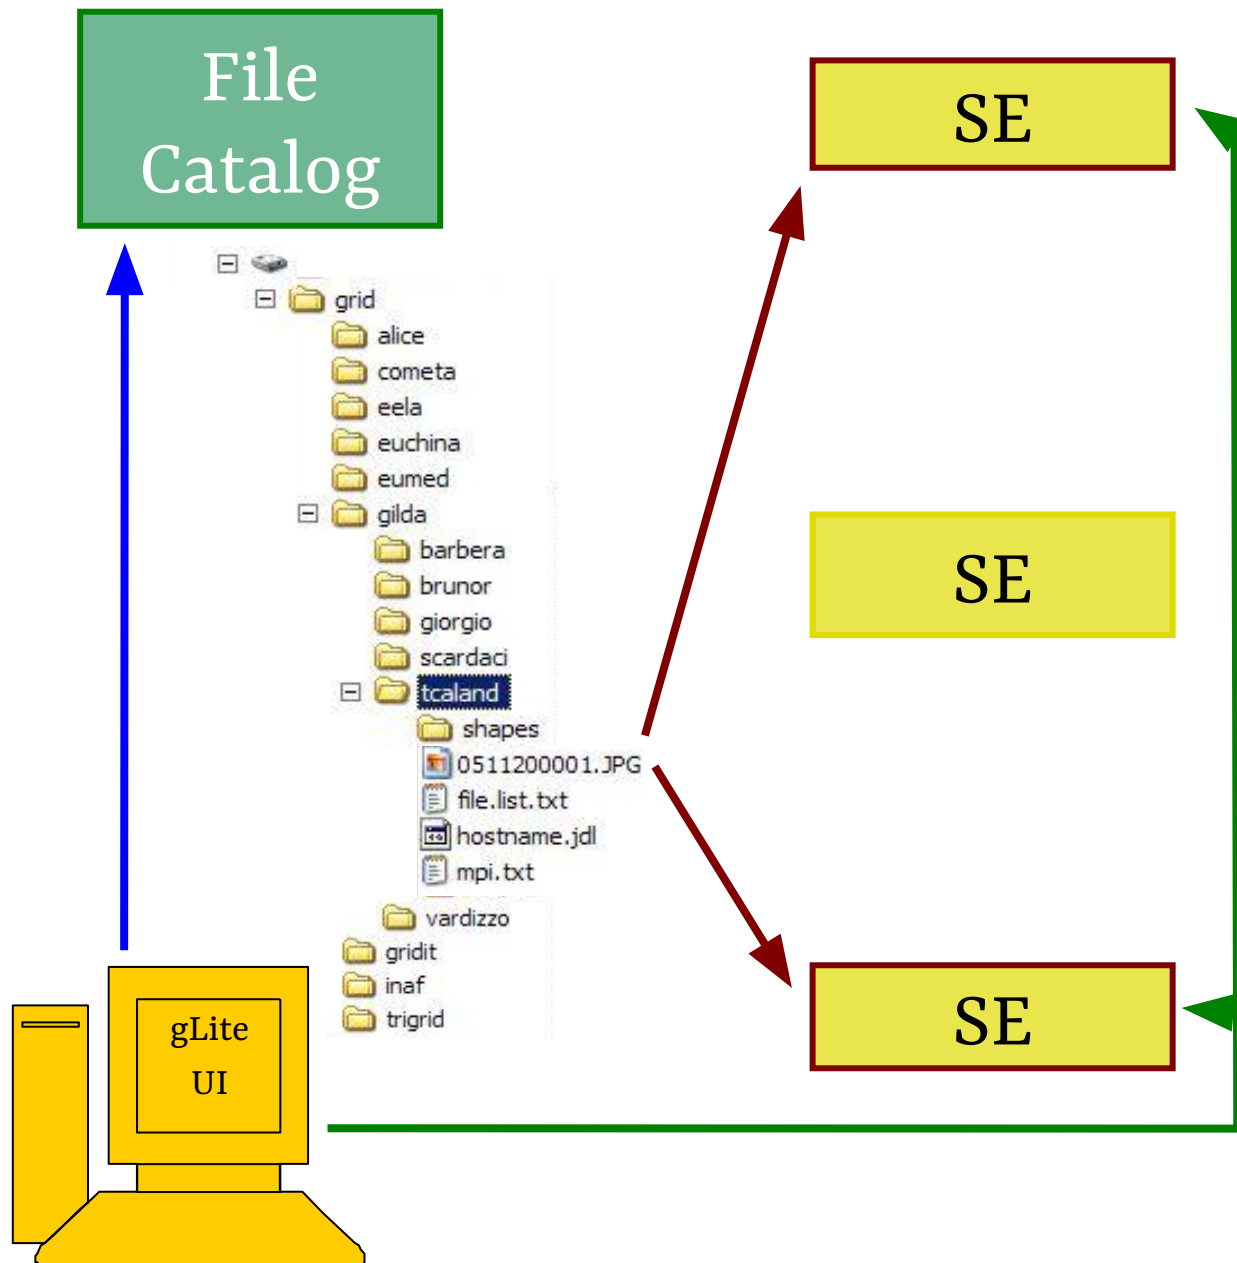 File
Catalog
SE
grid
alice
cometa
eela
euchina
eumed
gilda
barbera
brunor
giorgio
scardaci
tcaland
shapes
0511200001.JPG
file.list.txt
hostname.jdl
mpi.txt
vardizzo
gridit
inaf
trigrid
SE
SE
gLite
UI